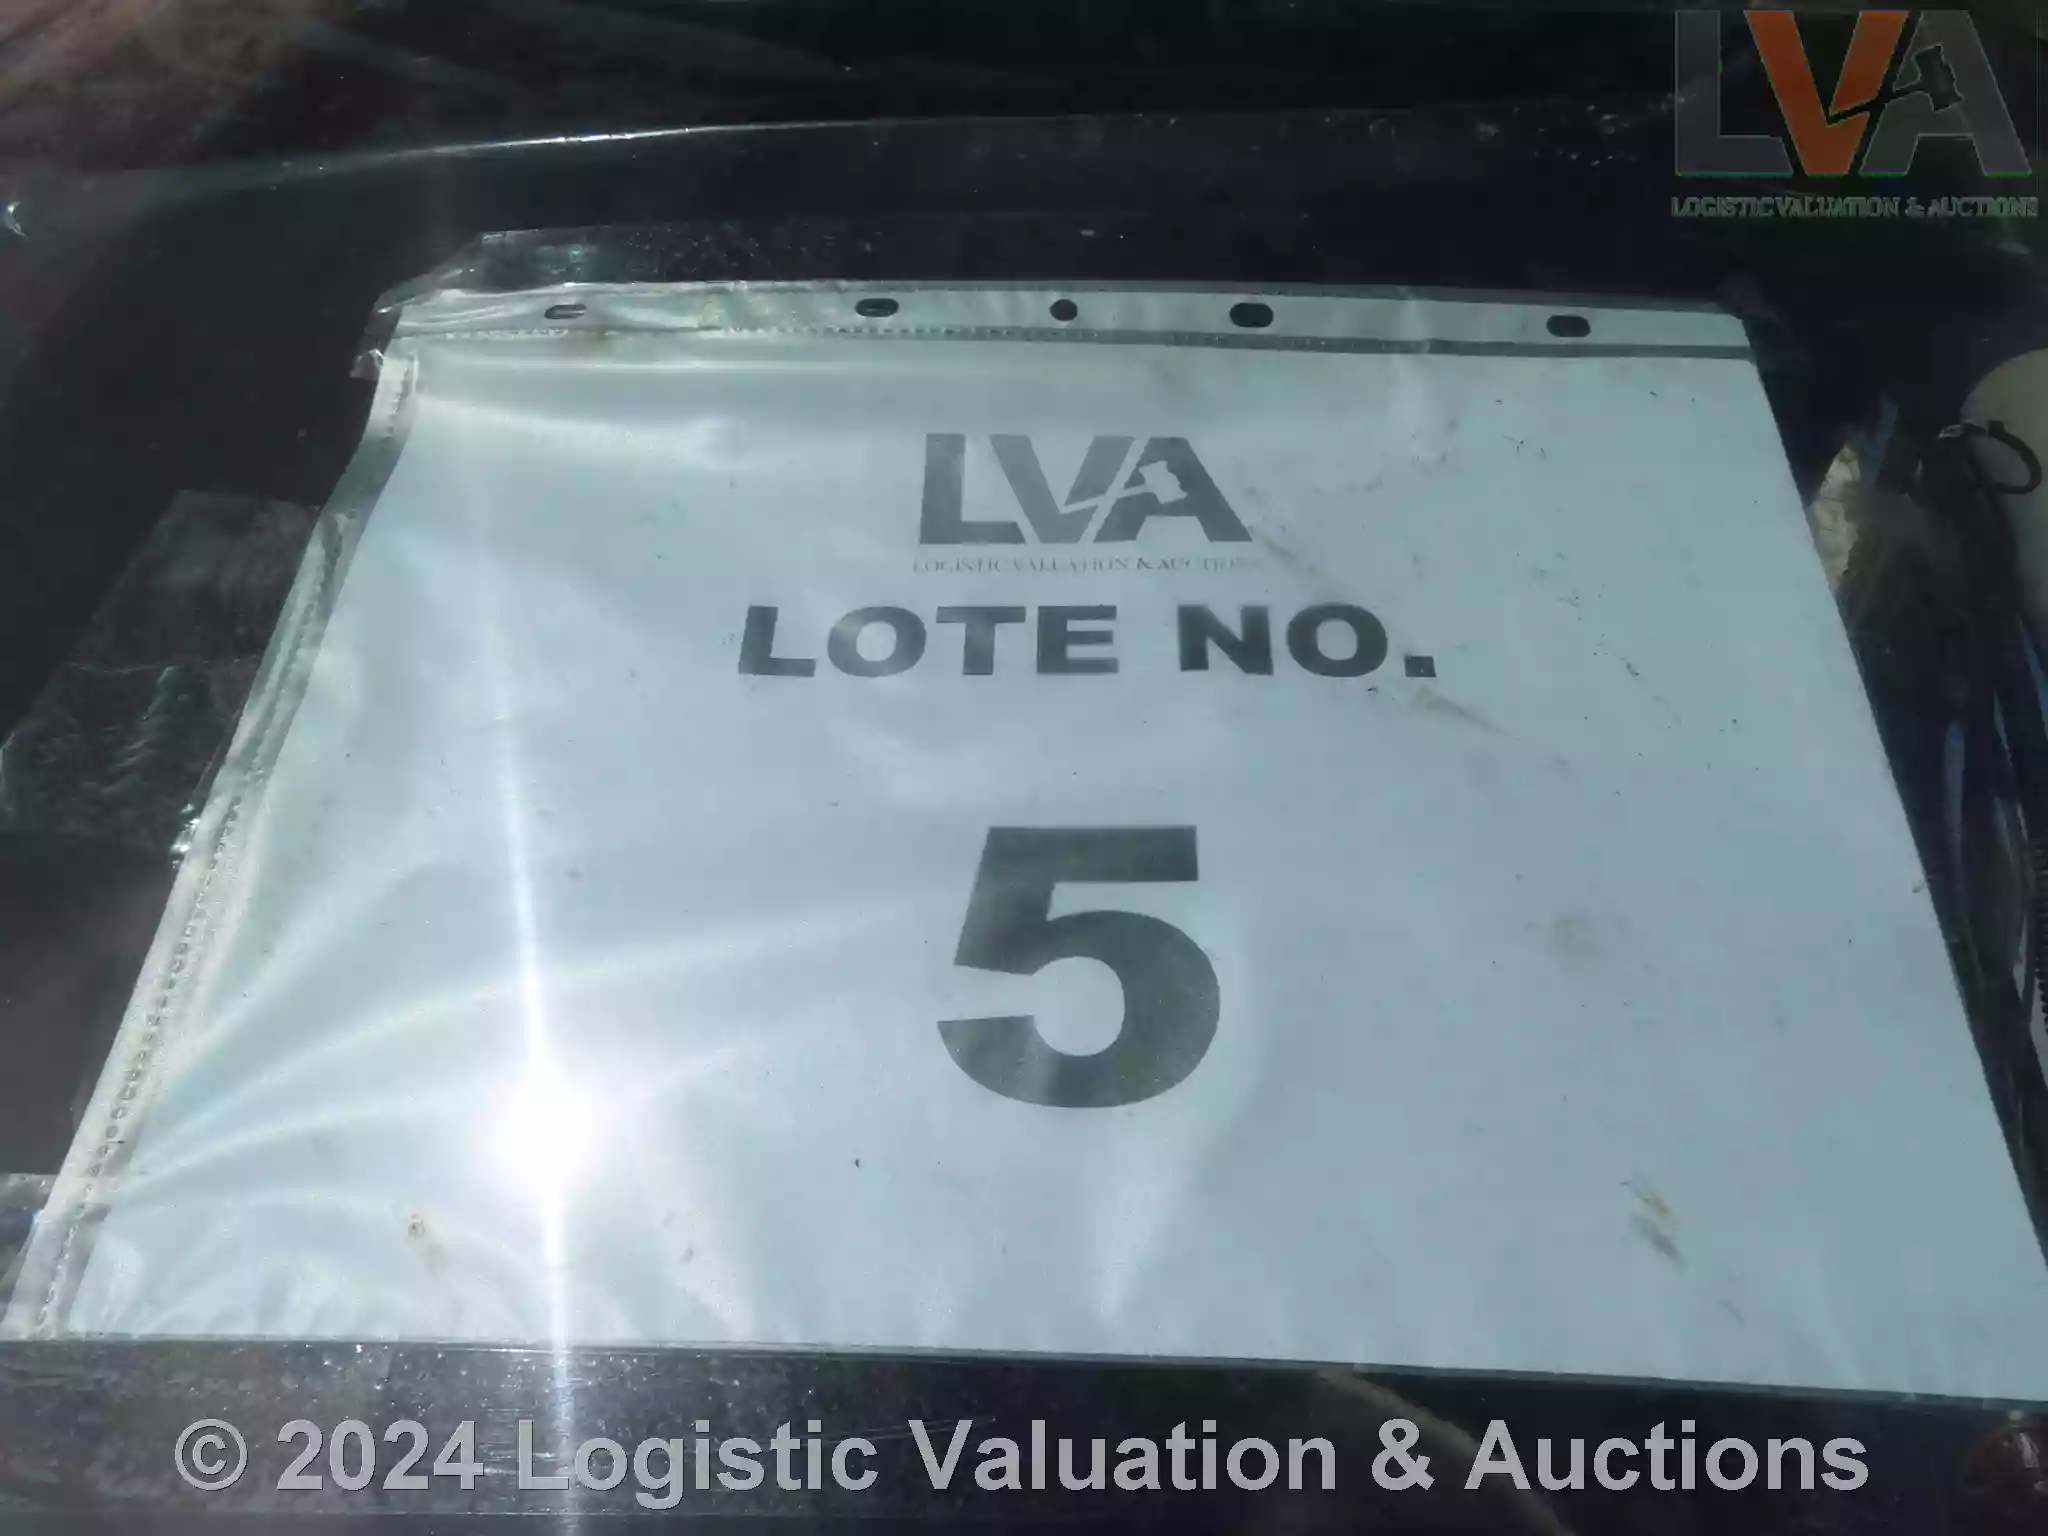 LVA
LOGISTIC VALUATION & AUCTIONS
LVA
LOGISTIC VALUATION & AUCTIONS
LOTE NO.
5
© 2024 Logistic Valuation & Auctions